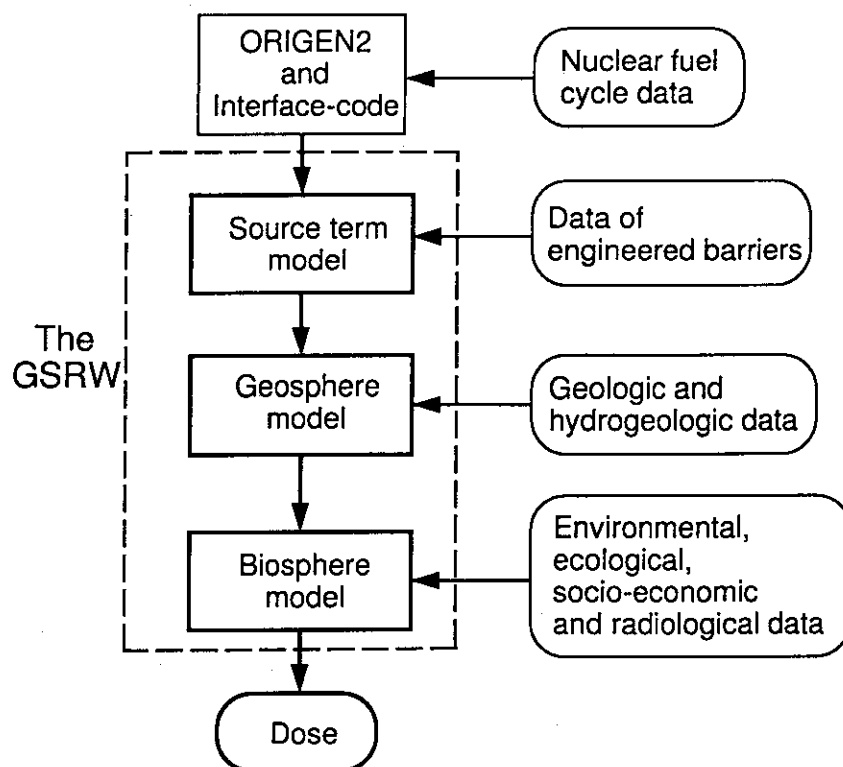 ORIGEN2
and
Interface-code
Nuclear fuel
cycle data
Source term
model
Data of
engineered barriers
The
GSRW
Geosphere
model
Geologic and
hydrogeologic data
Biosphere
model
Environmental,
ecological,
socio-economic
and radiological data
Dose